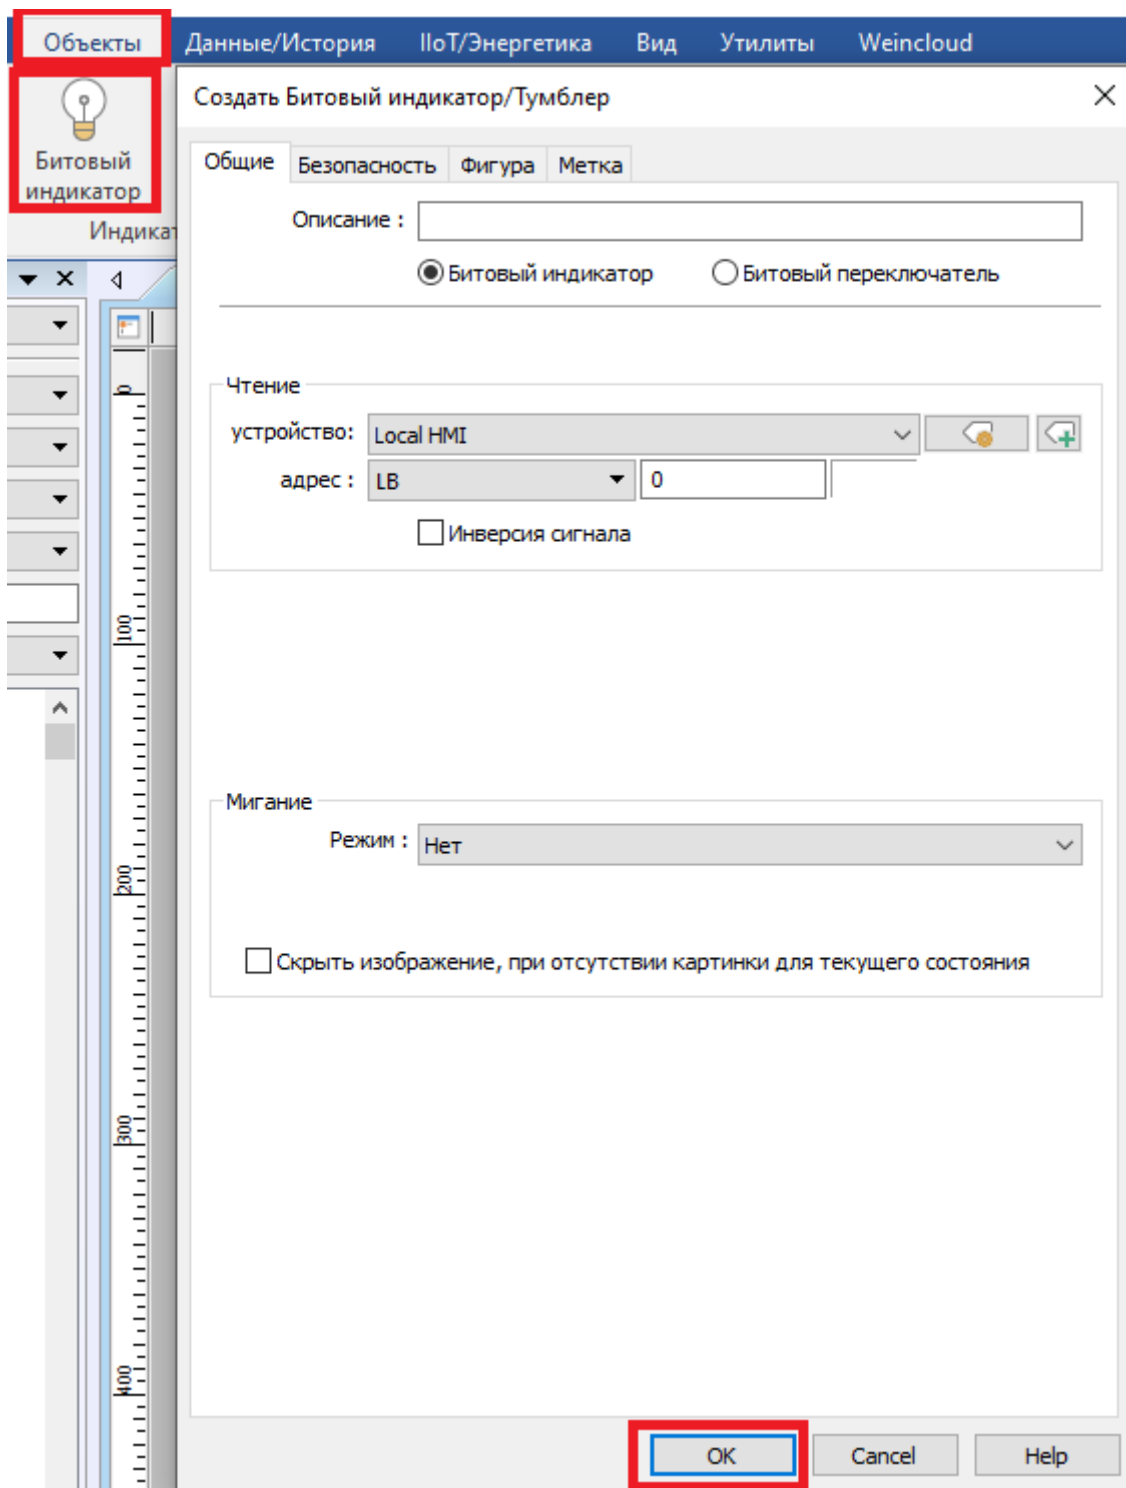 Объекты Данные/История IIoT/Энергетика Вид Утилиты Weincloud
Битовый
индикатор
Индикат
Создать Битовый индикатор/Тумблер
Общие Безопасность Фигура Метка
Описание :
Битовый индикатор Битовый переключатель
Чтение
устройство: Local HMI
адрес : LB 0
Инверсия сигнала
Мигание
Режим : Нет
Скрыть изображение, при отсутствии картинки для текущего состояния
0
100
200
300
400
OK Cancel Help